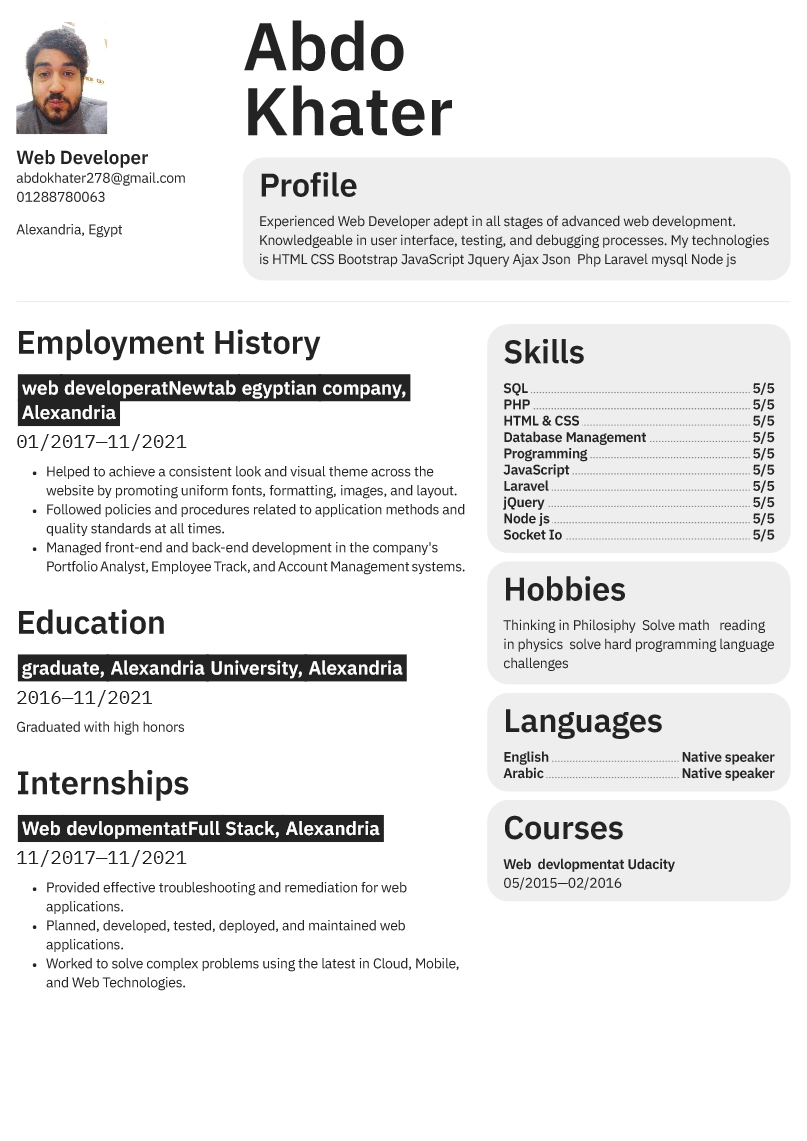 Abdo
Khater
Web Developer
abdokhater278@gmail.com
01288780063
Alexandria, Egypt
Profile
Experienced Web Developer adept in all stages of advanced web development.
Knowledgeable in user interface, testing, and debugging processes. My technologies
is HTML CSS Bootstrap JavaScript Jquery Ajax Json  Php Laravel mysql Node js
Employment History
web developeratNewtab egyptian company,
Alexandria
01/2017—11/2021
• Helped to achieve a consistent look and visual theme across the
website by promoting uniform fonts, formatting, images, and layout.
• Followed policies and procedures related to application methods and
quality standards at all times.
• Managed front-end and back-end development in the company's
Portfolio Analyst, Employee Track, and Account Management systems.
Education
graduate, Alexandria University, Alexandria
2016—11/2021
Graduated with high honors
Internships
Web devlopmentatFull Stack, Alexandria
11/2017—11/2021
• Provided effective troubleshooting and remediation for web
applications.
• Planned, developed, tested, deployed, and maintained web
applications.
• Worked to solve complex problems using the latest in Cloud, Mobile,
and Web Technologies.
Skills
SQL 5/5
PHP 5/5
HTML & CSS 5/5
Database Management 5/5
Programming 5/5
JavaScript 5/5
Laravel 5/5
jQuery 5/5
Node js 5/5
Socket Io 5/5
Hobbies
Thinking in Philosiphy  Solve math   reading
in physics  solve hard programming language
challenges
Languages
English Native speaker
Arabic Native speaker
Courses
Web  devlopmentat Udacity
05/2015—02/2016